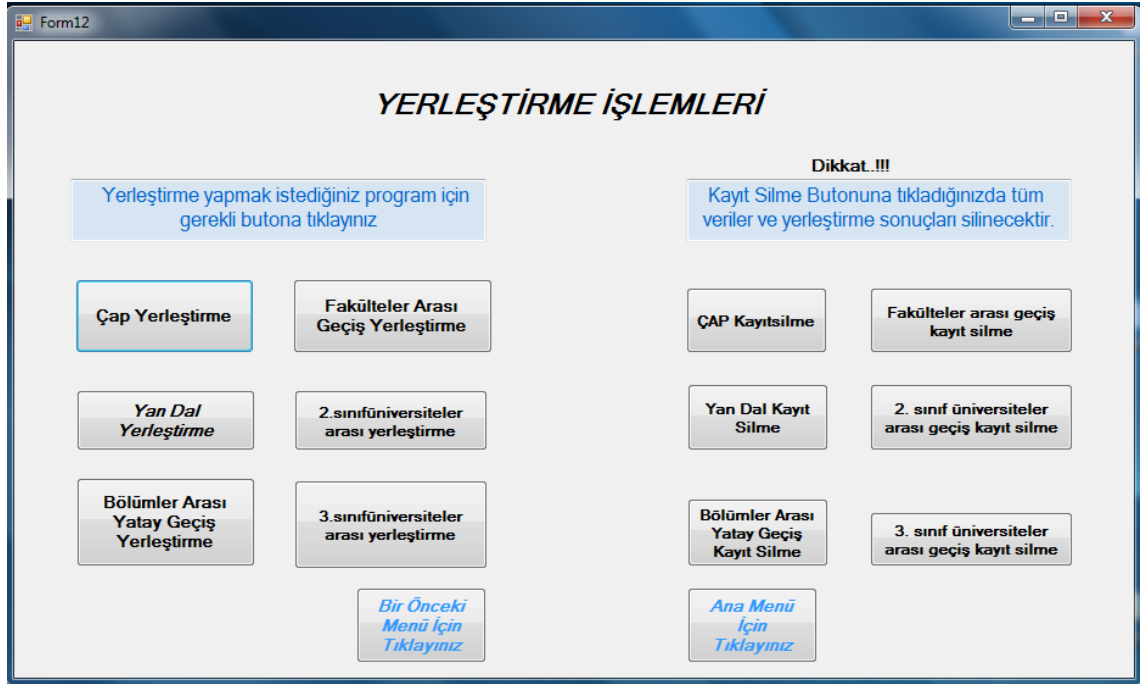 Form12
YERLEŞTİRME İŞLEMLERİ
Yerleştirme yapmak istediğiniz program için
gerekli butona tıklayınız
Dikkat..!!!
Kayıt Silme Butonuna tıkladığınızda tüm
veriler ve yerleştirme sonuçları silinecektir.
Çap Yerleştirme
Fakülteler Arası
Geçiş Yerleştirme
ÇAP Kayıtsilme
Fakülteler arası geçiş
kayıt silme
Yan Dal
Yerleştirme
2.sınıfüniversiteler
arası yerleştirme
Yan Dal Kayıt
Silme
2. sınıf üniversiteler
arası geçiş kayıt silme
Bölümler Arası
Yatay Geçiş
Yerleştirme
3.sınıfüniversiteler
arası yerleştirme
Bölümler Arası
Yatay Geçiş
Kayıt Silme
3. sınıf üniversiteler
arası geçiş kayıt silme
Bir Önceki
Menü İçin
Tıklayınız
Ana Menü
İçin
Tıklayınız